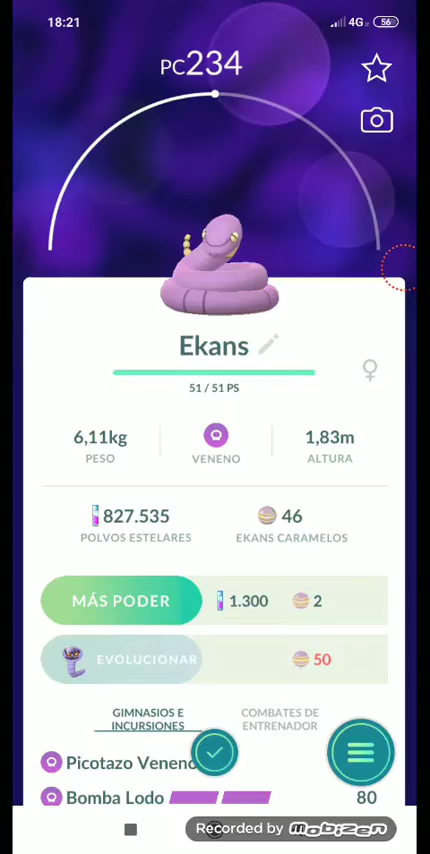 18:21
4G
56
PC234
Ekans
51 / 51 PS
6,11kg
PESO
VENENO
1,83m
ALTURA
827.535
POLVOS ESTELARES
46
EKANS CARAMELOS
MÁS PODER
1.300
2
EVOLUCIONAR
50
GIMNASIOS E
INCURSIONES
COMBATES DE
ENTRENADOR
Picotazo Veneno
Bomba Lodo
80
Recorded by MOBIZEN